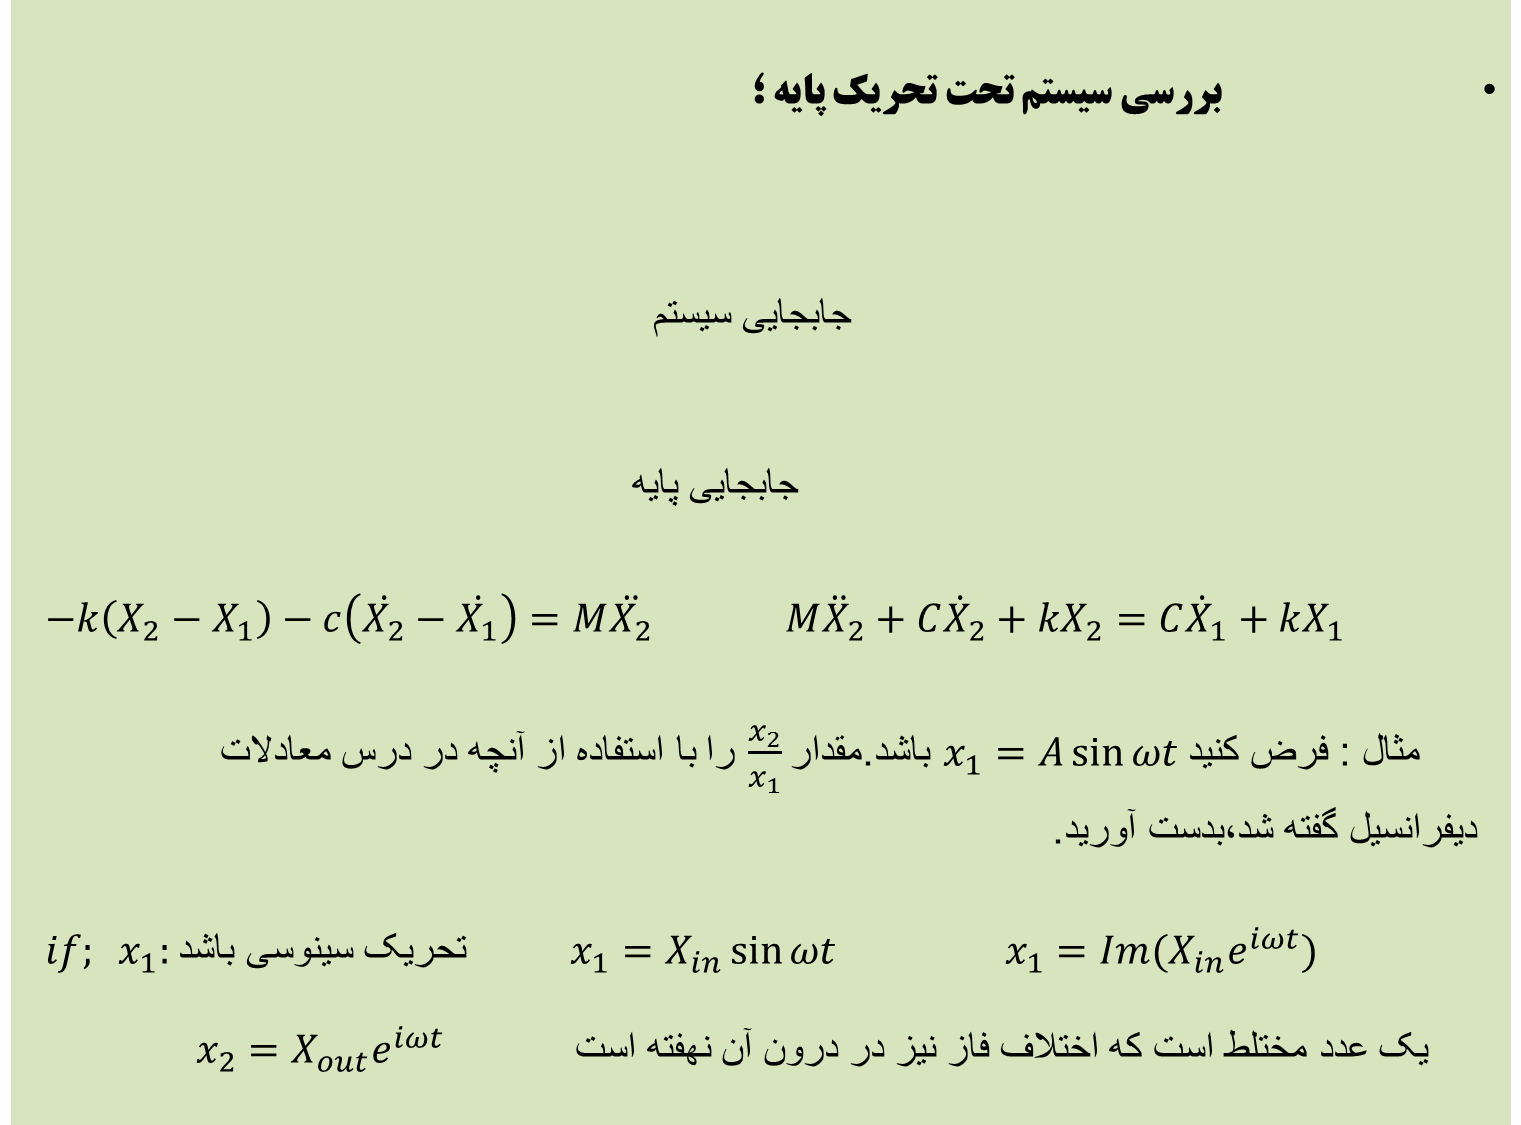 • بررسی سیستم تحت تحریک پایه ؛
جابجایی سیستم
جابجایی پایه
−k(X₂ − X₁) − c(Ẋ₂ − Ẋ₁) = MẌ₂    MẌ₂ + CẊ₂ + kX₂ = CẊ₁ + kX₁
مثال : فرض کنید x₁ = A sin ωt باشد.مقدار x₂/x₁ را با استفاده از آنچه در درس معادلات
دیفرانسیل گفته شد،بدست آورید.
if; x₁: تحریک سینوسی باشد    x₁ = X_in sin ωt    x₁ = Im(X_in e^{iωt})
x₂ = X_out e^{iωt}    یک عدد مختلط است که اختلاف فاز نیز در درون آن نهفته است